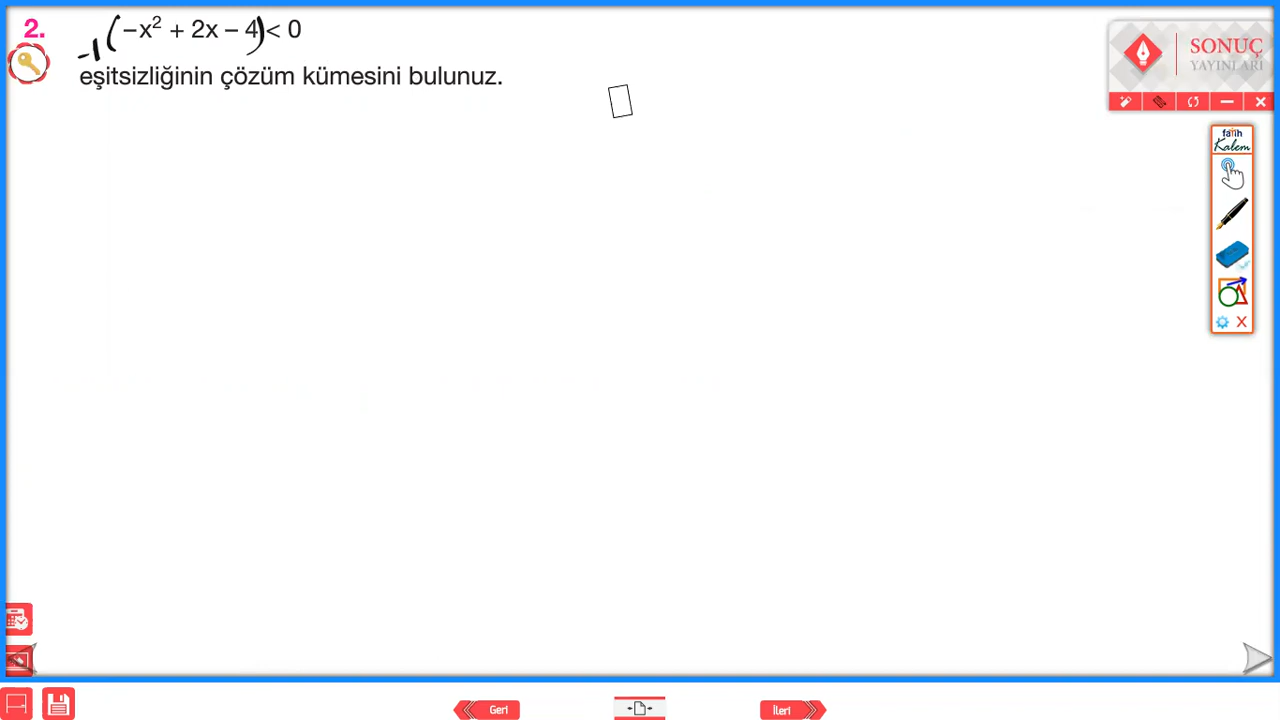 2. -1(−x² + 2x − 4) < 0
eşitsizliğinin çözüm kümesini bulunuz.
SONUÇ
YAYINLARI
fatih
Kalem
X
Geri
İleri